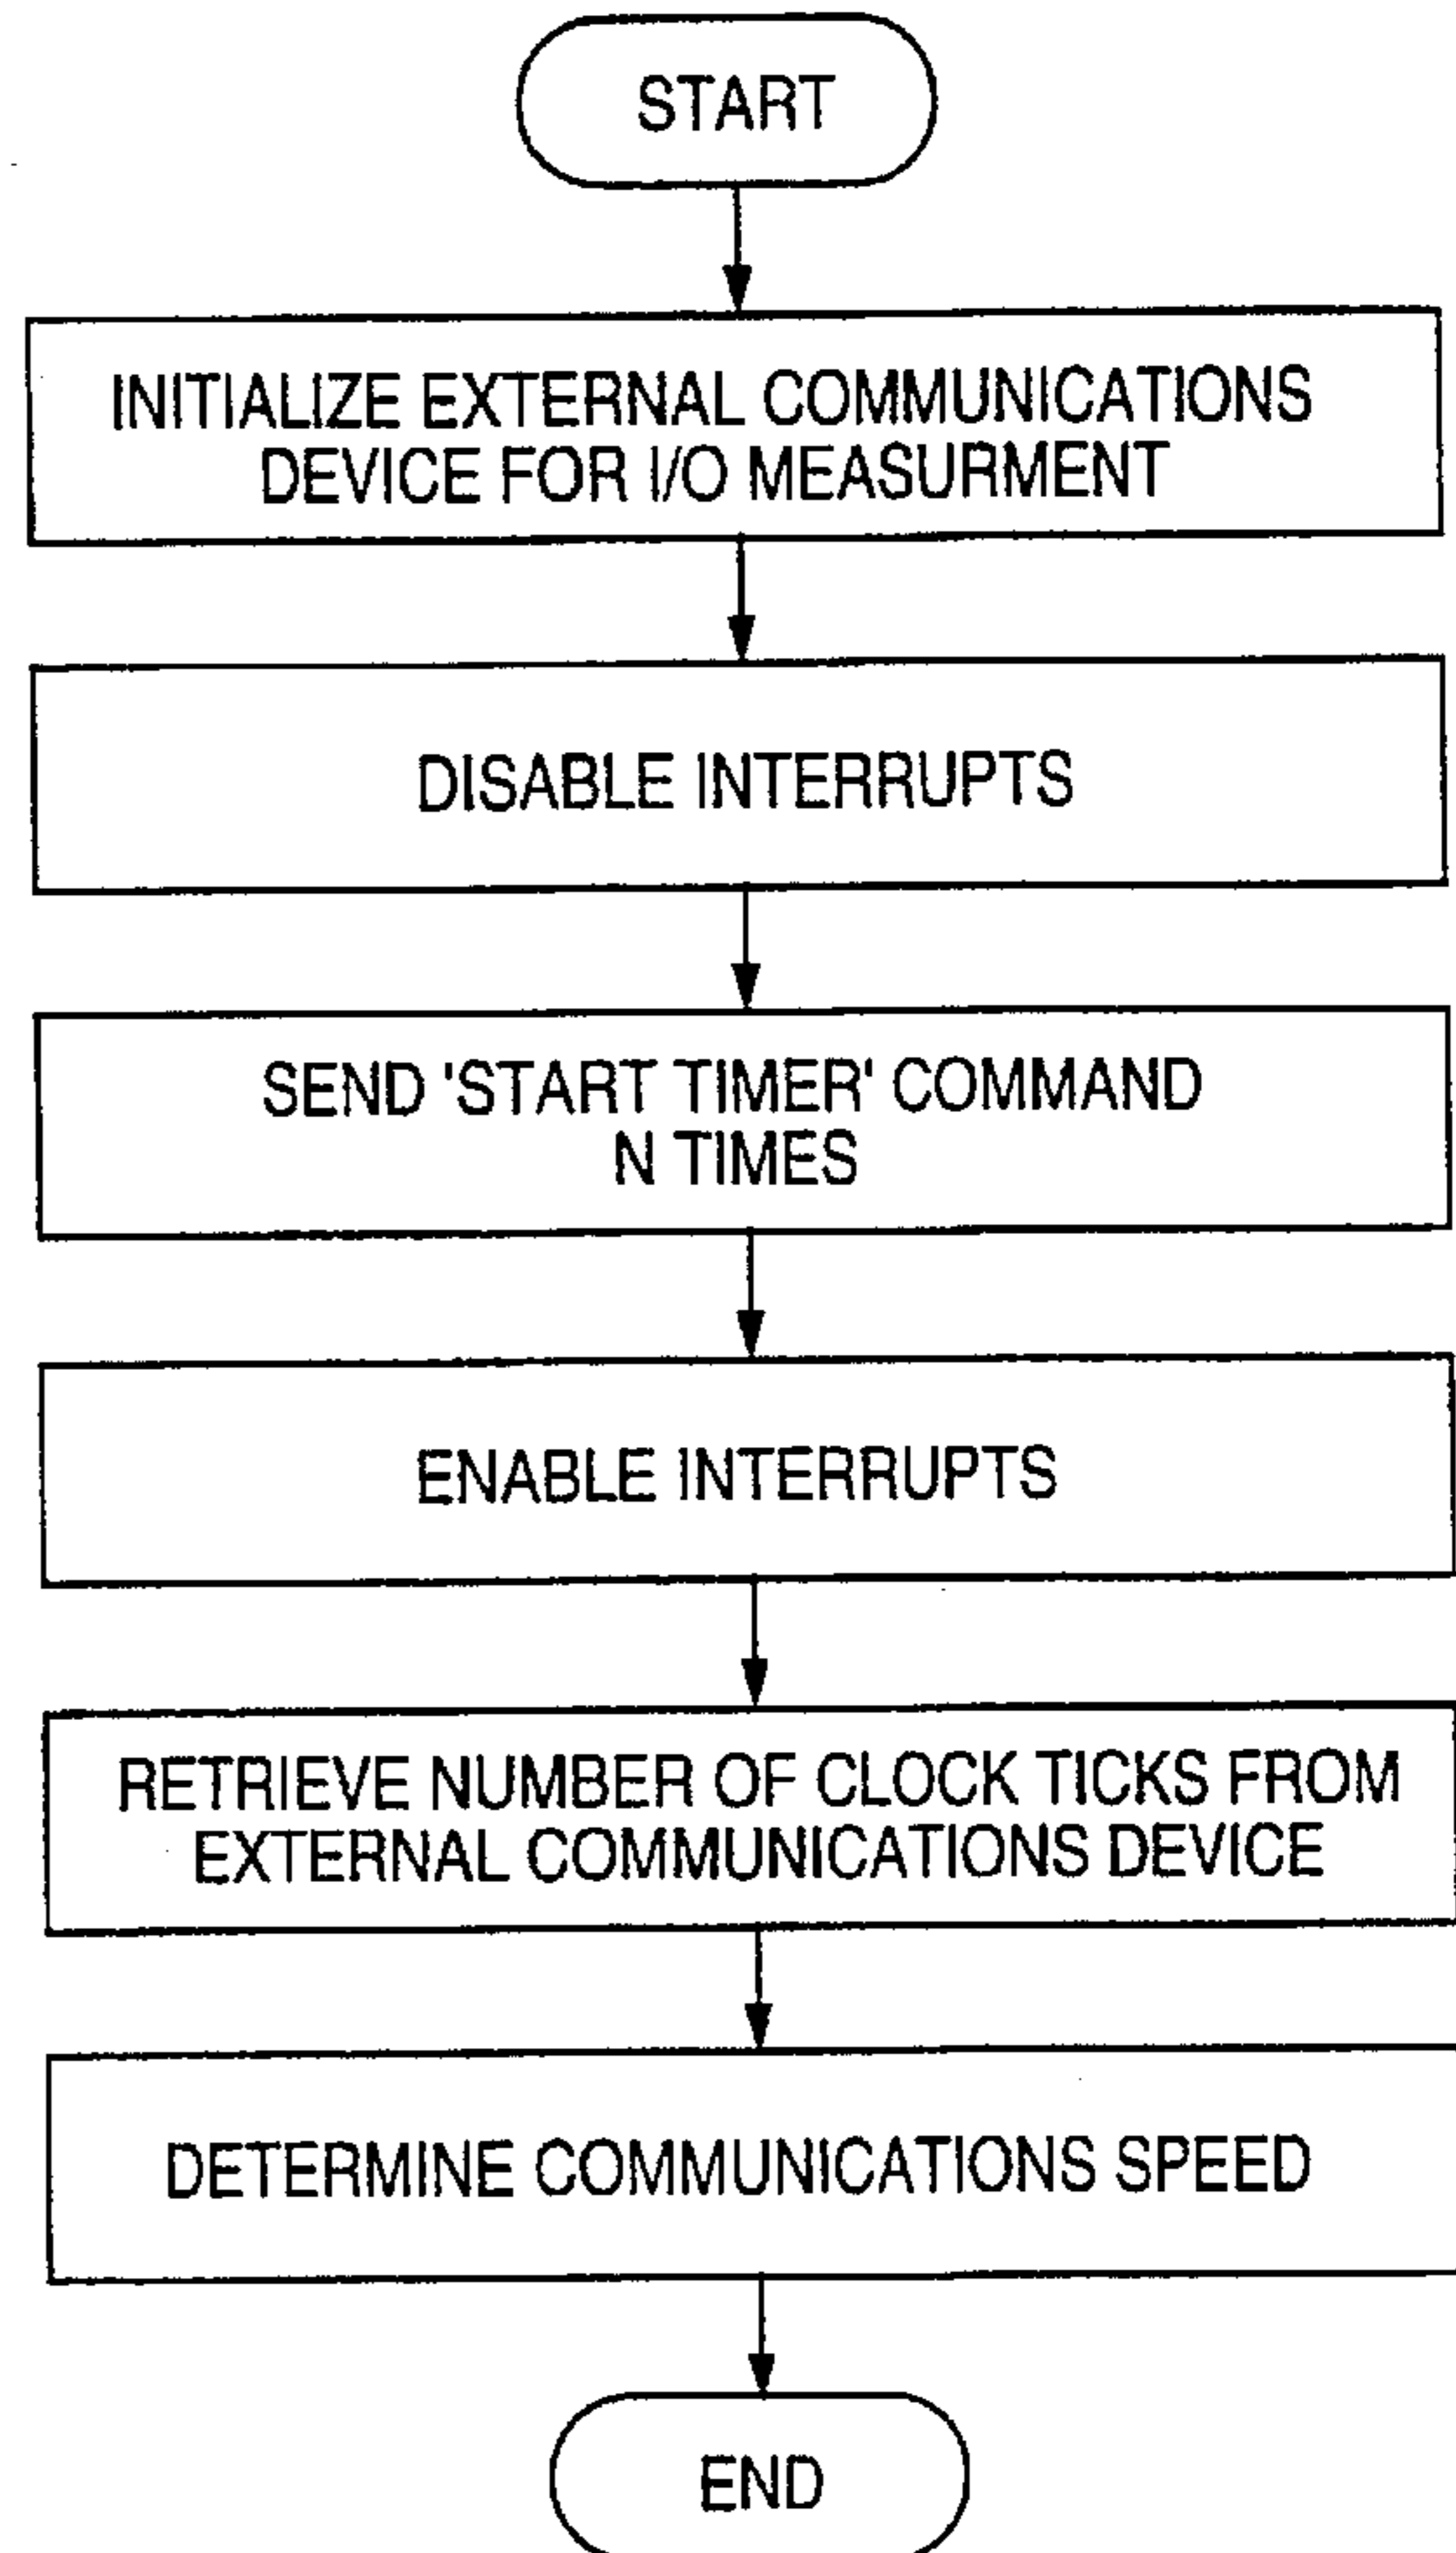 START
INITIALIZE EXTERNAL COMMUNICATIONS
DEVICE FOR I/O MEASURMENT
DISABLE INTERRUPTS
SEND 'START TIMER' COMMAND
N TIMES
ENABLE INTERRUPTS
RETRIEVE NUMBER OF CLOCK TICKS FROM
EXTERNAL COMMUNICATIONS DEVICE
DETERMINE COMMUNICATIONS SPEED
END